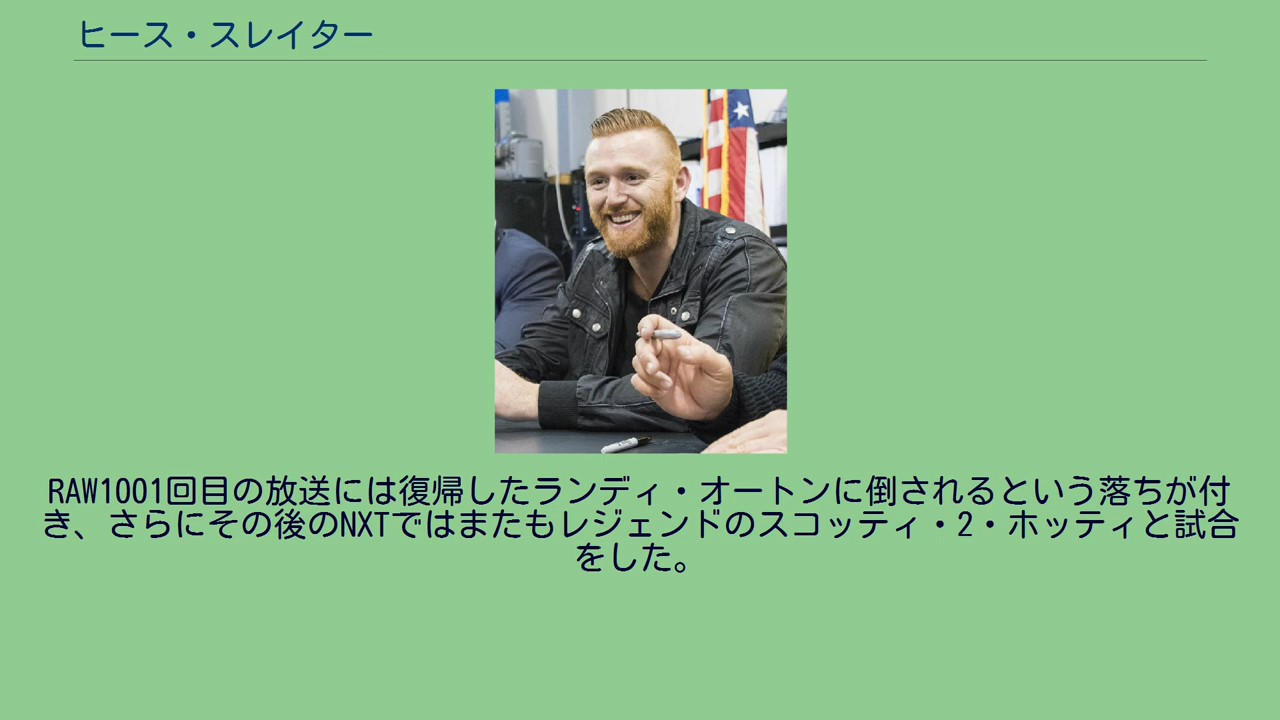 ヒース・スレイター
RAW1001回目の放送には復帰したランディ・オートンに倒されるという落ちが付
き、さらにその後のNXTではまたもレジェンドのスコッティ・2・ホッティと試合
をした。